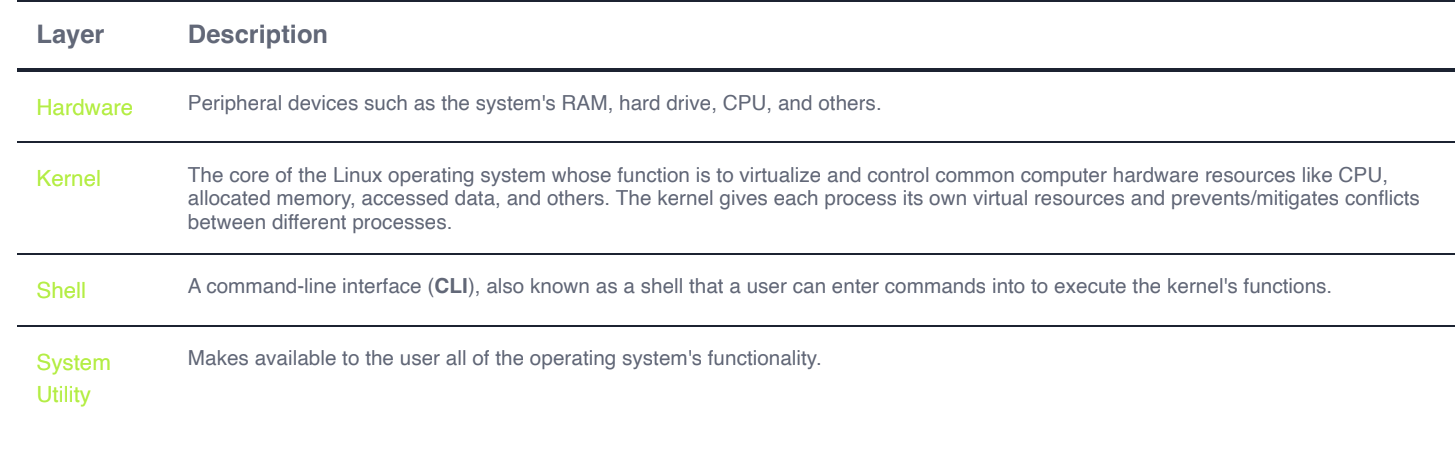 Layer Description
Hardware Peripheral devices such as the system's RAM, hard drive, CPU, and others.
Kernel The core of the Linux operating system whose function is to virtualize and control common computer hardware resources like CPU,
allocated memory, accessed data, and others. The kernel gives each process its own virtual resources and prevents/mitigates conflicts
between different processes.
Shell A command-line interface (CLI), also known as a shell that a user can enter commands into to execute the kernel's functions.
System Makes available to the user all of the operating system's functionality.
Utility